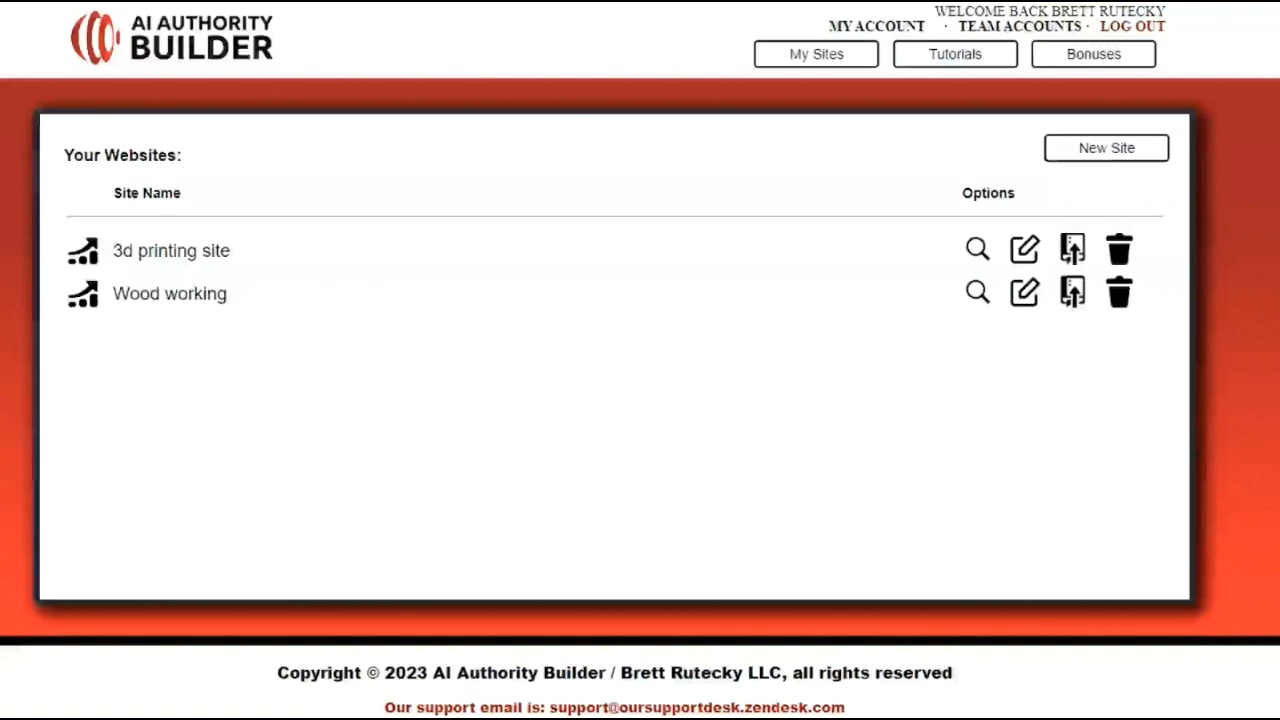 AI AUTHORITY
BUILDER
WELCOME BACK BRETT RUTECKY
MY ACCOUNT · TEAM ACCOUNTS · LOG OUT
My Sites Tutorials Bonuses
Your Websites:
New Site
Site Name Options
3d printing site
Wood working
Copyright © 2023 AI Authority Builder / Brett Rutecky LLC, all rights reserved
Our support email is: support@oursupportdesk.zendesk.com